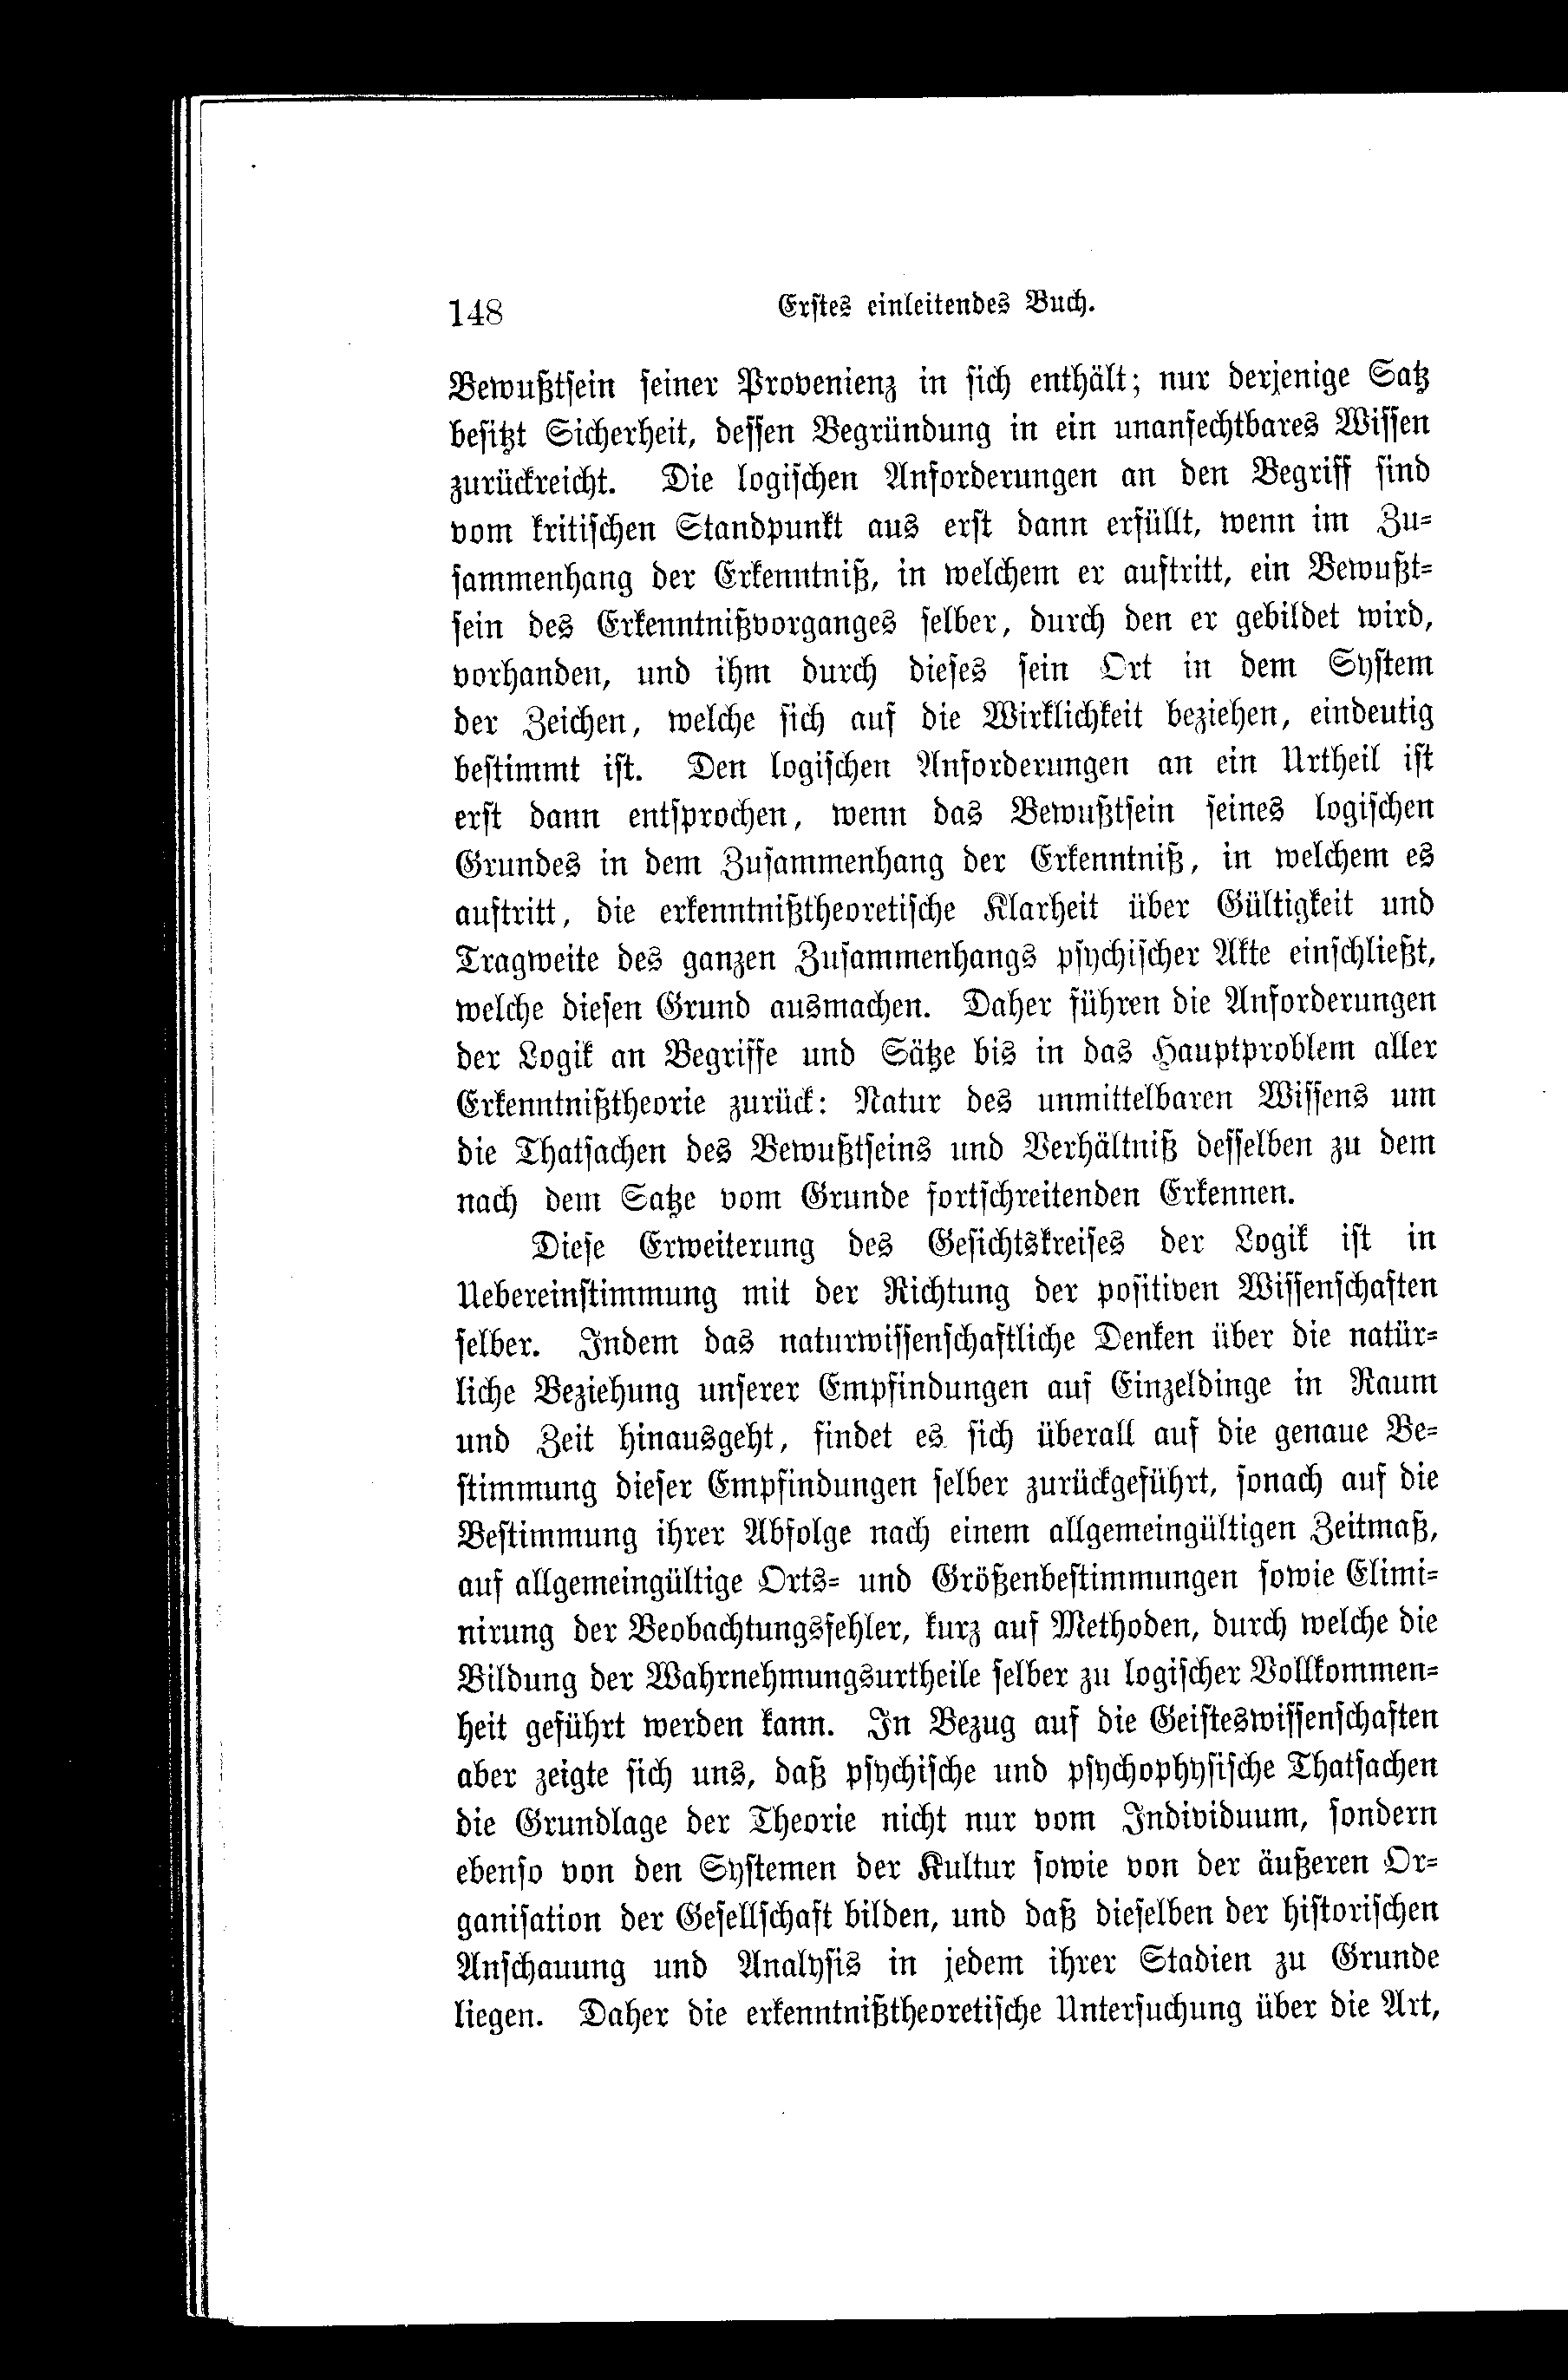 148
Erstes einleitendes Buch.
Bewußtsein seiner Provenienz in sich enthält; nur derjenige Satz
besitzt Sicherheit, dessen Begründung in ein unanfechtbares Wissen
zurückreicht. Die logischen Anforderungen an den Begriff sind
vom kritischen Standpunkt aus erst dann erfüllt, wenn im Zu-
sammenhang der Erkenntniß, in welchem er auftritt, ein Bewußt-
sein des Erkenntnißvorganges selber, durch den er gebildet wird,
vorhanden, und ihm durch dieses sein Ort in dem System
der Zeichen, welche sich auf die Wirklichkeit beziehen, eindeutig
bestimmt ist. Den logischen Anforderungen an ein Urtheil ist
erst dann entsprochen, wenn das Bewußtsein seines logischen
Grundes in dem Zusammenhang der Erkenntniß, in welchem es
auftritt, die erkenntnißtheoretische Klarheit über Gültigkeit und
Tragweite des ganzen Zusammenhangs psychischer Akte einschließt,
welche diesen Grund ausmachen. Daher führen die Anforderungen
der Logik an Begriffe und Sätze bis in das Hauptproblem aller
Erkenntnißtheorie zurück: Natur des unmittelbaren Wissens um
die Thatsachen des Bewußtseins und Verhältniß desselben zu dem
nach dem Satze vom Grunde fortschreitenden Erkennen.
Diese Erweiterung des Gesichtskreises der Logik ist in
Uebereinstimmung mit der Richtung der positiven Wissenschaften
selber. Indem das naturwissenschaftliche Denken über die natür-
liche Beziehung unserer Empfindungen auf Einzeldinge in Raum
und Zeit hinausgeht, findet es sich überall auf die genaue Be-
stimmung dieser Empfindungen selber zurückgeführt, sonach auf die
Bestimmung ihrer Abfolge nach einem allgemeingültigen Zeitmaß,
auf allgemeingültige Orts- und Größenbestimmungen sowie Elimi-
nirung der Beobachtungsfehler, kurz auf Methoden, durch welche die
Bildung der Wahrnehmungsurtheile selber zu logischer Vollkommen-
heit geführt werden kann. In Bezug auf die Geisteswissenschaften
aber zeigte sich uns, daß psychische und psychophysische Thatsachen
die Grundlage der Theorie nicht nur vom Individuum, sondern
ebenso von den Systemen der Kultur sowie von der äußeren Or-
ganisation der Gesellschaft bilden, und daß dieselben der historischen
Anschauung und Analysis in jedem ihrer Stadien zu Grunde
liegen. Daher die erkenntnißtheoretische Untersuchung über die Art,